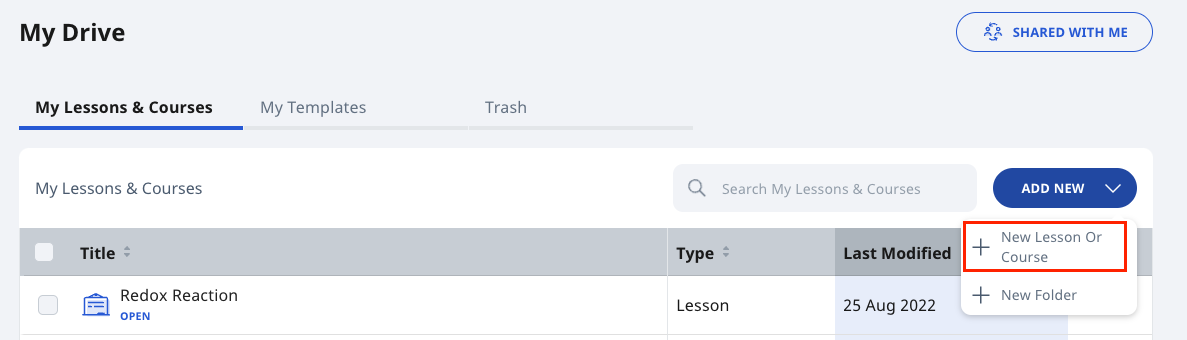 My Drive
SHARED WITH ME
My Lessons & Courses
My Templates
Trash
My Lessons & Courses
Search My Lessons & Courses
ADD NEW
New Lesson Or
Course
New Folder
Title
Type
Last Modified
Redox Reaction
OPEN
Lesson
25 Aug 2022